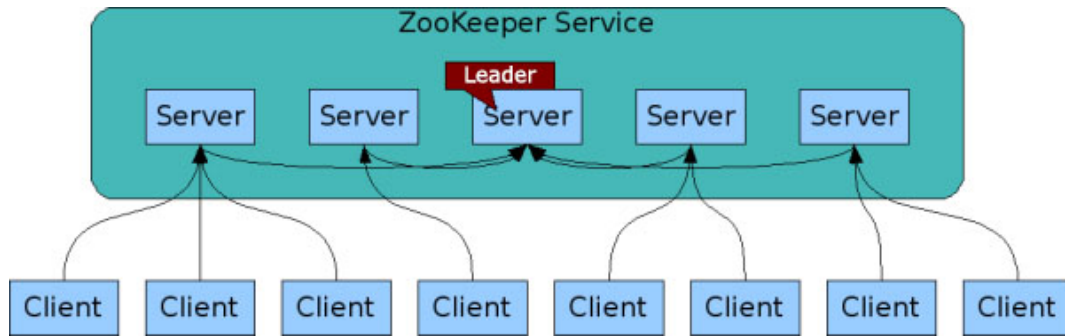 ZooKeeper Service
Leader
Server
Server
Server
Server
Server
Client
Client
Client
Client
Client
Client
Client
Client